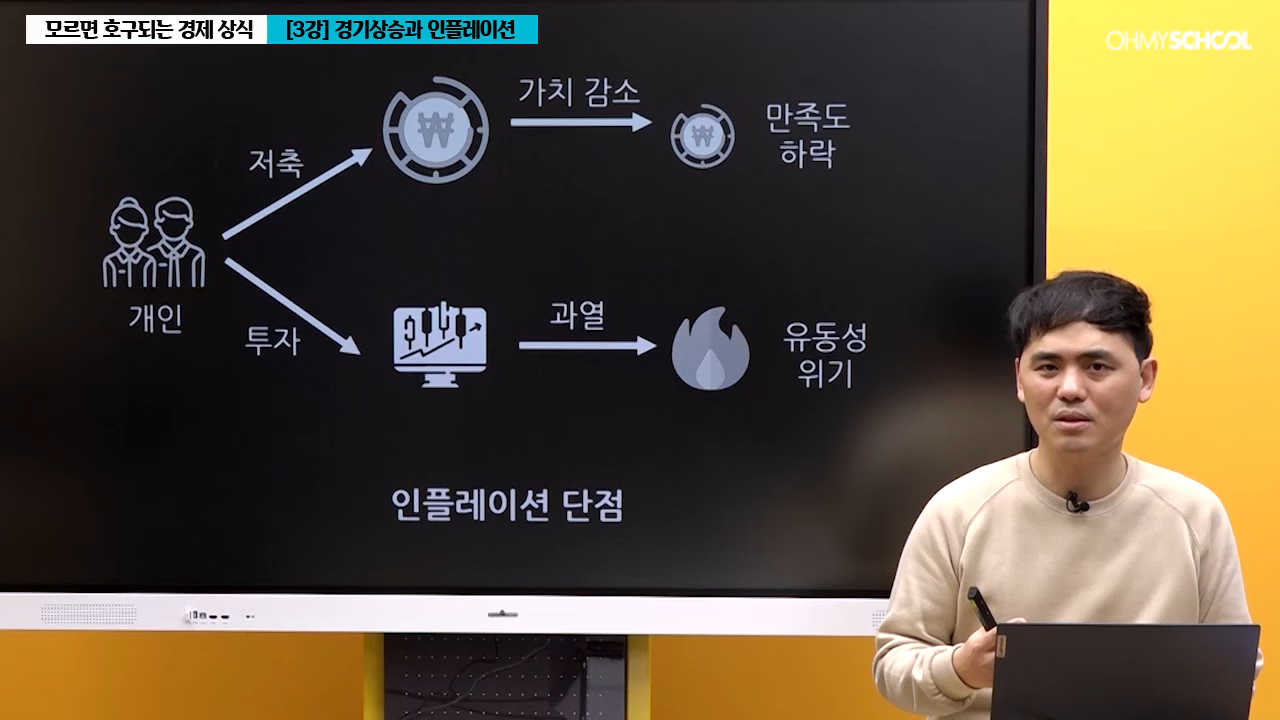 모르면 호구되는 경제 상식
[3강] 경기상승과 인플레이션
OHMYSCHOOL
가치 감소
만족도
하락
저축
개인
투자
과열
유동성
위기
인플레이션 단점